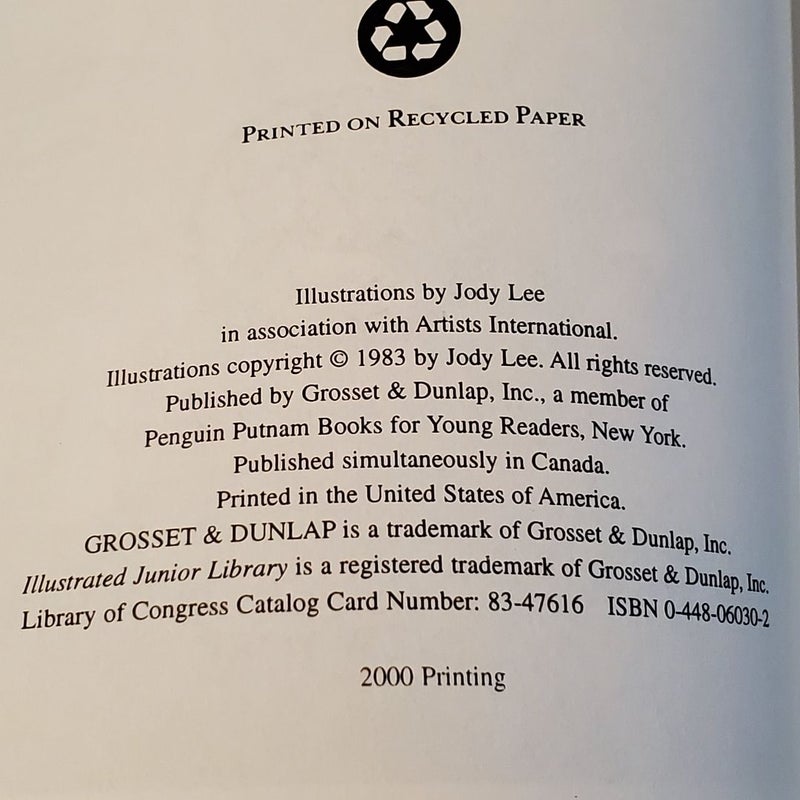 PRINTED ON RECYCLED PAPER
Illustrations by Jody Lee
in association with Artists International.
Illustrations copyright © 1983 by Jody Lee. All rights reserved.
Published by Grosset & Dunlap, Inc., a member of
Penguin Putnam Books for Young Readers, New York.
Published simultaneously in Canada.
Printed in the United States of America.
GROSSET & DUNLAP is a trademark of Grosset & Dunlap, Inc.
Illustrated Junior Library is a registered trademark of Grosset & Dunlap, Inc.
Library of Congress Catalog Card Number: 83-47616 ISBN 0-448-06030-2
2000 Printing